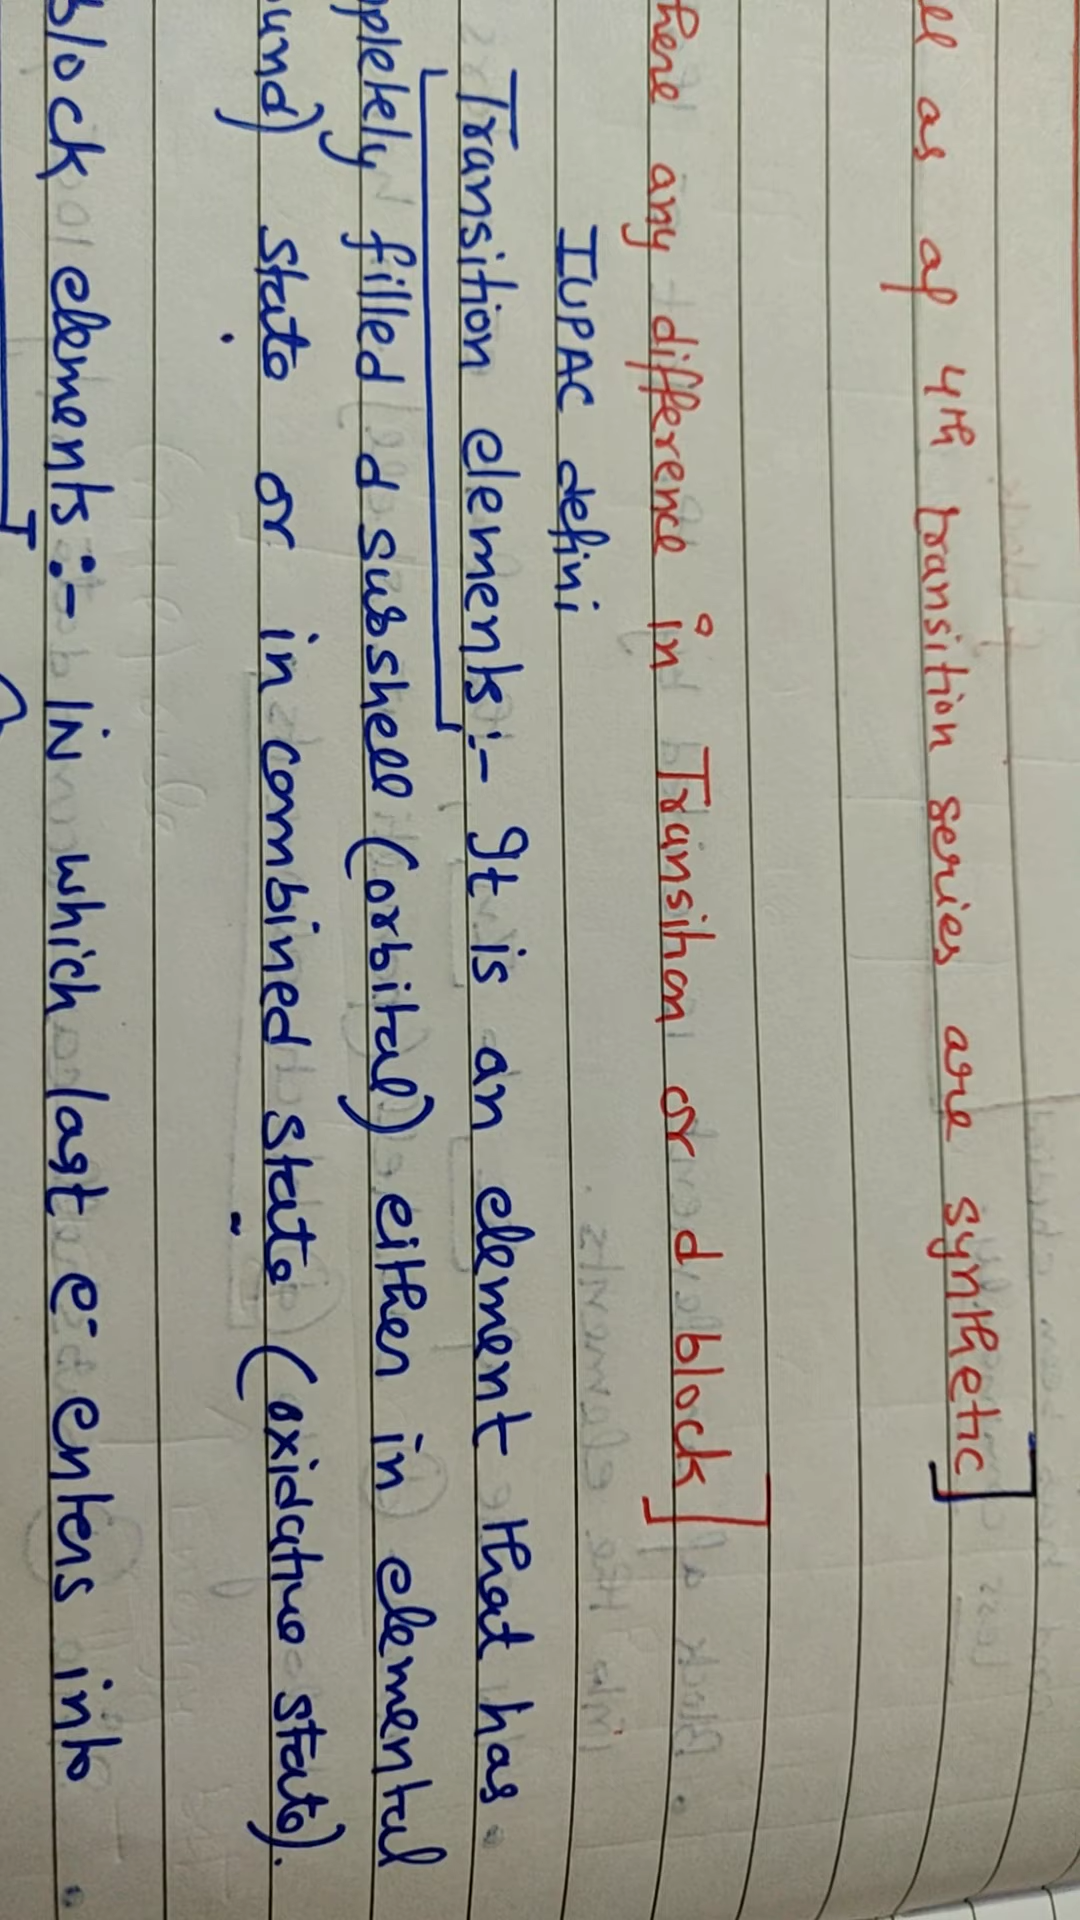 ll as of 4th transition series are synthetic]
here any difference in Transition or d block]
IUPAC defini
Transition elements:- It is an element that has
pletely filled d subshell (orbital) either in elemental
und) state or in combined state (oxidative state).
block elements:- IN which last e- enters into